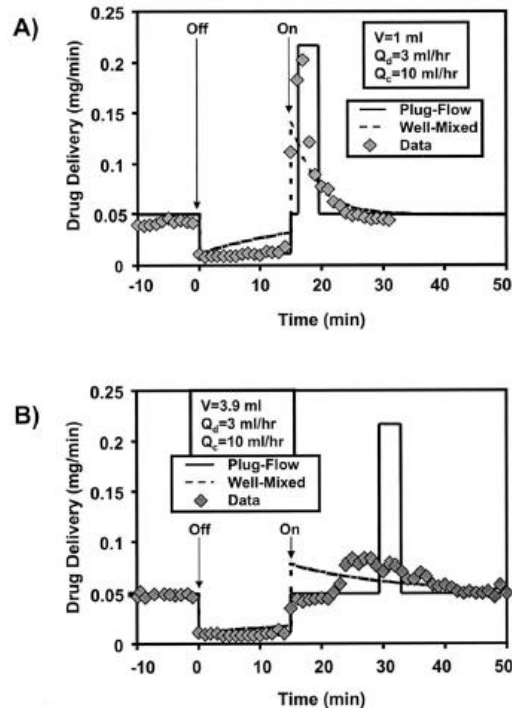 A)
Off
On
V=1 ml
Qd=3 ml/hr
Qc=10 ml/hr
Plug-Flow
Well-Mixed
Data
Drug Delivery (mg/min)
0.25
0.2
0.15
0.1
0.05
0
-10 0 10 20 30 40 50
Time (min)
B)
V=3.9 ml
Qd=3 ml/hr
Qc=10 ml/hr
Plug-Flow
Well-Mixed
Data
Off
On
Drug Delivery (mg/min)
0.25
0.2
0.15
0.1
0.05
0
-10 0 10 20 30 40 50
Time (min)